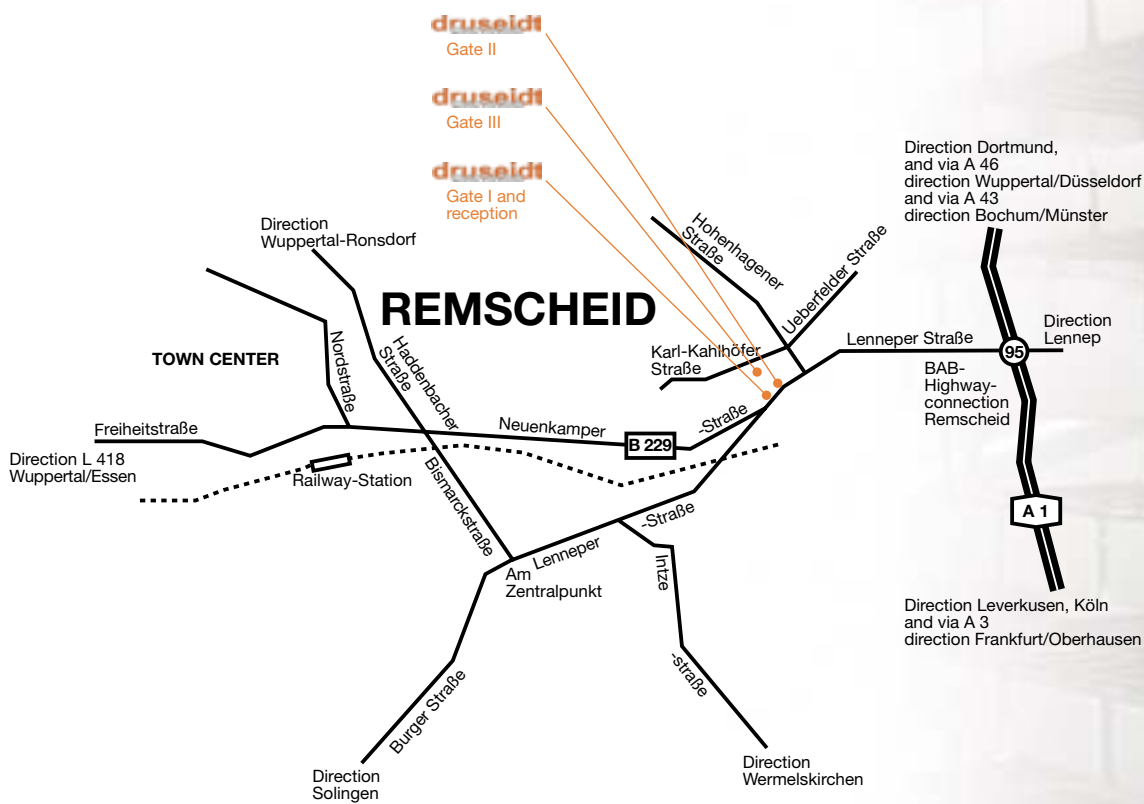 druseidt
Gate II
druseidt
Gate III
druseidt
Gate I and
reception
Direction Dortmund,
and via A 46
direction Wuppertal/Düsseldorf
and via A 43
direction Bochum/Münster
Direction
Wuppertal-Ronsdorf
Hohenhagener
Straße
Ueberfelder Straße
REMSCHEID
TOWN CENTER
Nordstraße
Haddenbacher
Straße
Karl-Kahlhöfer
Straße
Lenneper Straße
95
Direction
Lennep
BAB-
Highway-
connection
Remscheid
Freiheitstraße
Neuenkamper
B 229
-Straße
Direction L 418
Wuppertal/Essen
Railway-Station
Bismarckstraße
Lenneper
-Straße
A 1
Am
Zentralpunkt
Intze
-straße
Burger Straße
Direction Leverkusen, Köln
and via A 3
direction Frankfurt/Oberhausen
Direction
Solingen
Direction
Wermelskirchen